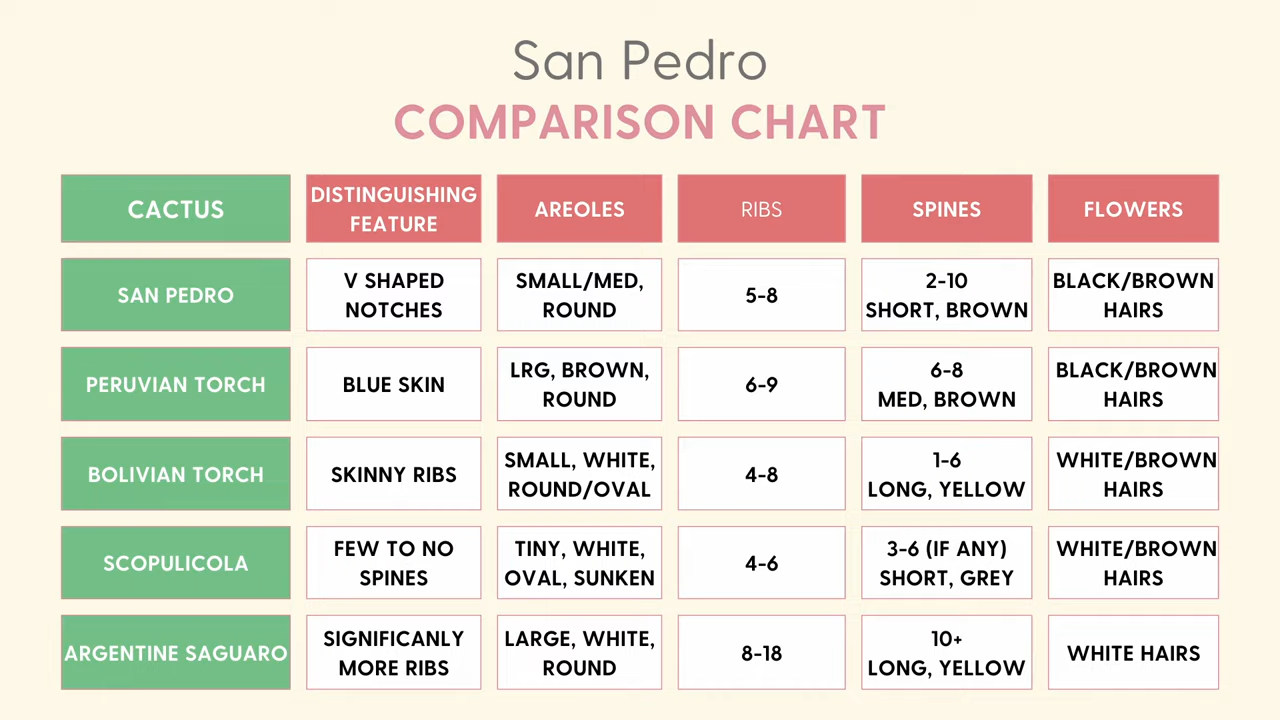 San Pedro
COMPARISON CHART
CACTUS
DISTINGUISHING
FEATURE
AREOLES
RIBS
SPINES
FLOWERS
SAN PEDRO
V SHAPED
NOTCHES
SMALL/MED,
ROUND
5-8
2-10
SHORT, BROWN
BLACK/BROWN
HAIRS
PERUVIAN TORCH
BLUE SKIN
LRG, BROWN,
ROUND
6-9
6-8
MED, BROWN
BLACK/BROWN
HAIRS
BOLIVIAN TORCH
SKINNY RIBS
SMALL, WHITE,
ROUND/OVAL
4-8
1-6
LONG, YELLOW
WHITE/BROWN
HAIRS
SCOPULICOLA
FEW TO NO
SPINES
TINY, WHITE,
OVAL, SUNKEN
4-6
3-6 (IF ANY)
SHORT, GREY
WHITE/BROWN
HAIRS
ARGENTINE SAGUARO
SIGNIFICANLY
MORE RIBS
LARGE, WHITE,
ROUND
8-18
10+
LONG, YELLOW
WHITE HAIRS